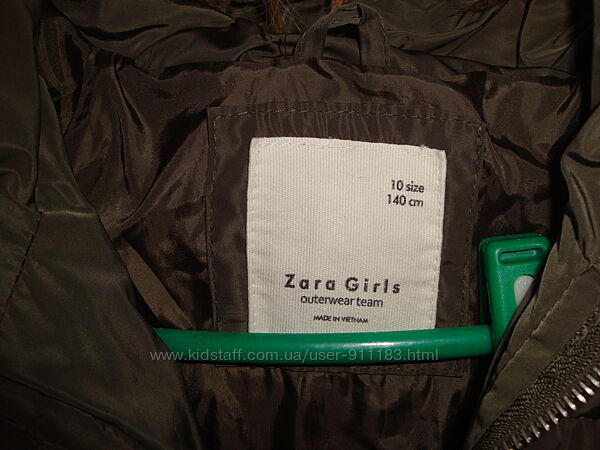 10 size
140 cm
Zara Girls
outerwear team
MADE IN VIETNAM
www.kidstaff.com.ua/user-911183.html